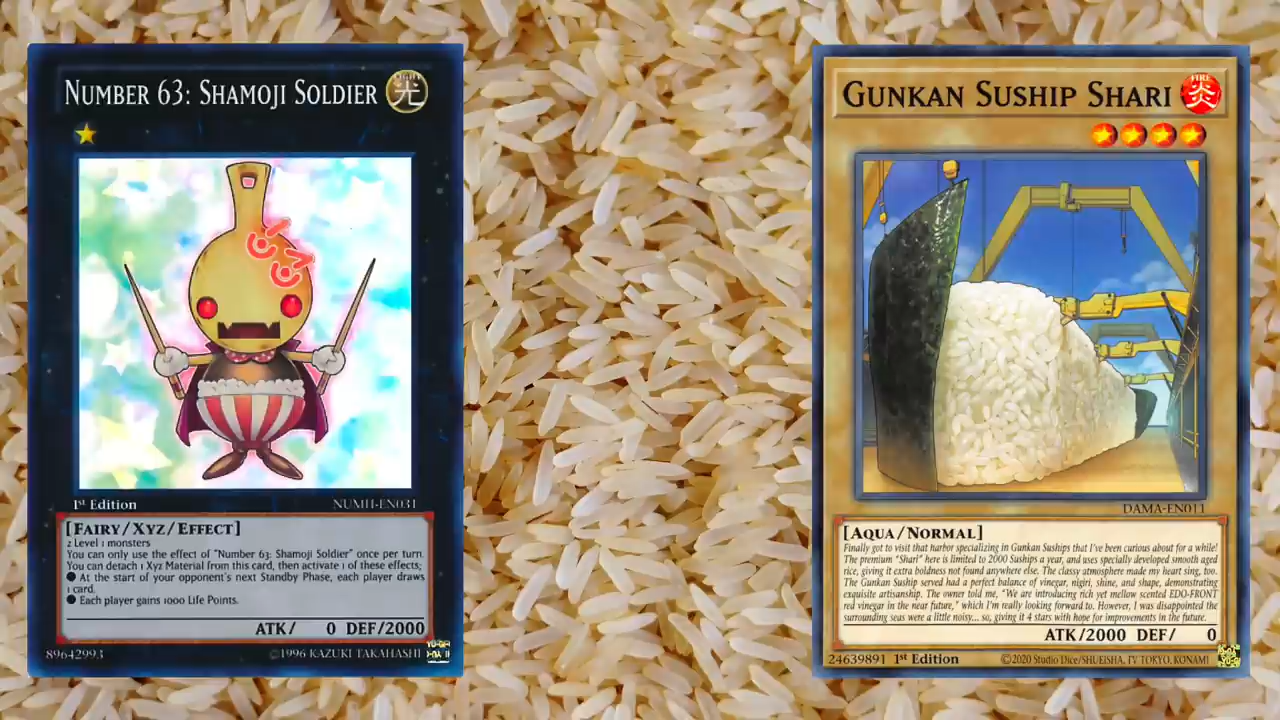 NUMBER 63: SHAMOJI SOLDIER
LIGHT
光
1st Edition
NUMH-EN031
[FAIRY/XYZ/EFFECT]
2 Level 1 monsters
You can only use the effect of "Number 63: Shamoji Soldier" once per turn.
You can detach 1 Xyz Material from this card, then activate 1 of these effects;
● At the start of your opponent's next Standby Phase, each player draws
1 card.
● Each player gains 1000 Life Points.
ATK/ 0 DEF/2000
89642993
©1996 KAZUKI TAKAHASHI
GUNKAN SUSHIP SHARI
FIRE
炎
DAMA-EN011
[AQUA/NORMAL]
Finally got to visit that harbor specializing in Gunkan Suships that I've been curious about for a while!
The premium "Shari" here is limited to 2000 Suships a year, and uses specially developed smooth aged
rice, giving it extra boldness not found anywhere else. The classy atmosphere made my heart sing, too.
The Gunkan Suship served had a perfect balance of vinegar, nigiri, shine, and shape, demonstrating
exquisite artisanship. The owner told me, "We are introducing rich yet mellow scented EDO-FRONT
red vinegar in the near future," which I'm really looking forward to. However, I was disappointed the
surrounding seas were a little noisy... so, giving it 4 stars with hope for improvements in the future.
ATK/2000 DEF/ 0
24639891 1st Edition
©2020 Studio Dice/SHUEISHA, TV TOKYO, KONAMI